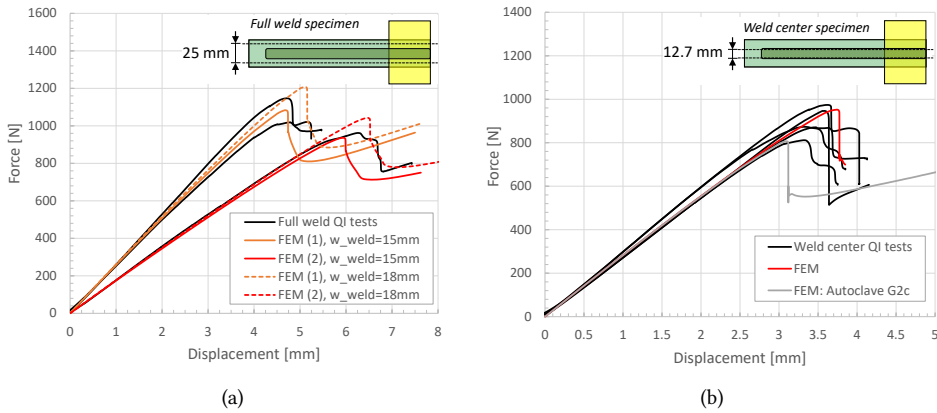 Full weld specimen
25 mm
Force [N]
1600
1400
1200
1000
800
600
400
200
0
Full weld QI tests
FEM (1), w_weld=15mm
FEM (2), w_weld=15mm
FEM (1), w_weld=18mm
FEM (2), w_weld=18mm
0 1 2 3 4 5 6 7 8
Displacement [mm]
(a)
Weld center specimen
12.7 mm
Force [N]
1400
1200
1000
800
600
400
200
0
Weld center QI tests
FEM
FEM: Autoclave G2c
0 0.5 1 1.5 2 2.5 3 3.5 4 4.5 5
Displacement [mm]
(b)